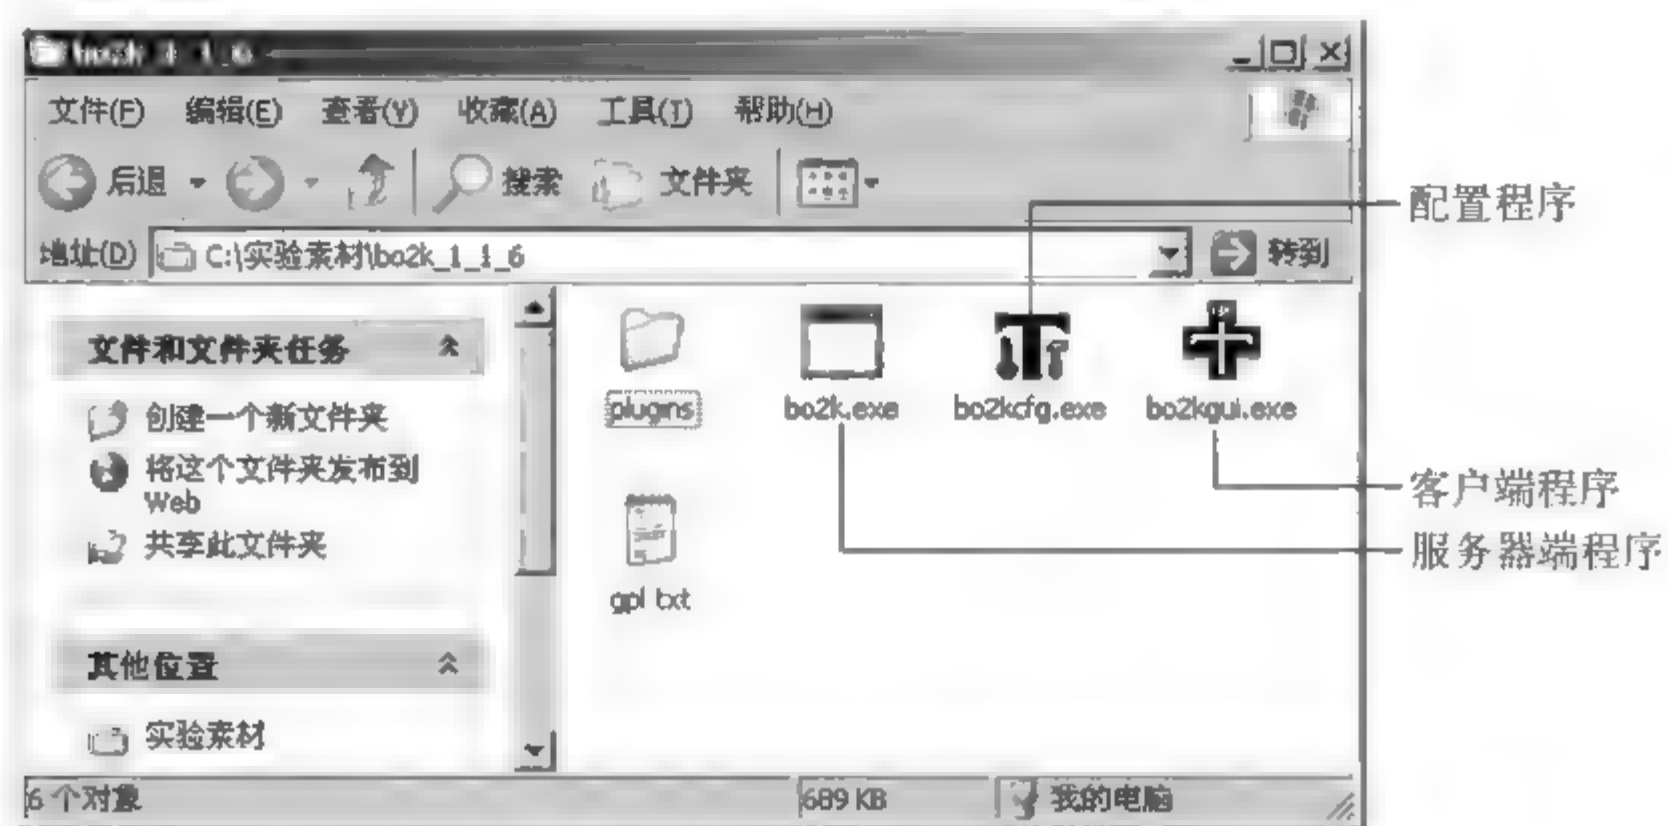 bo2k_1_1_6
文件(F) 编辑(E) 查看(V) 收藏(A) 工具(T) 帮助(H)
后退 搜索 文件夹
配置程序
地址(D) C:\实验素材\bo2k_1_1_6 转到
文件和文件夹任务
创建一个新文件夹
将这个文件夹发布到
Web
共享此文件夹
其他位置
实验素材
plugins bo2k.exe bo2kcfg.exe bo2kgui.exe
gpl txt
客户端程序
服务器端程序
6 个对象 689 KB 我的电脑